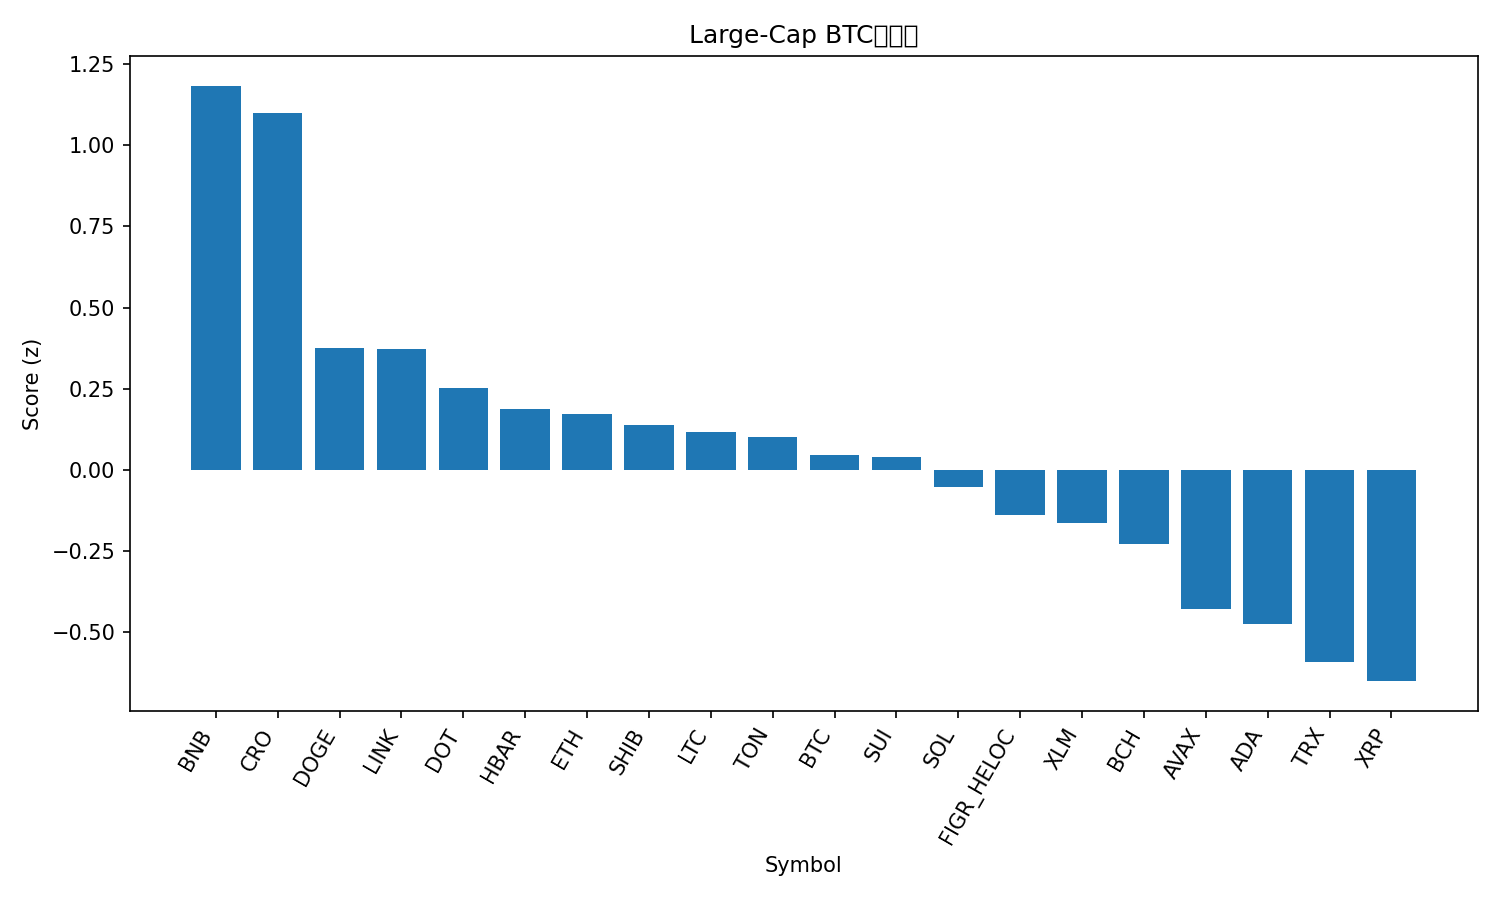 Large-Cap BTC
1.25
1.00
0.75
0.50
0.25
0.00
−0.25
−0.50
Score (z)
BNB
CRO
DOGE
LINK
DOT
HBAR
ETH
SHIB
LTC
TON
BTC
SUI
SOL
FIGR_HELOC
XLM
BCH
AVAX
ADA
TRX
XRP
Symbol